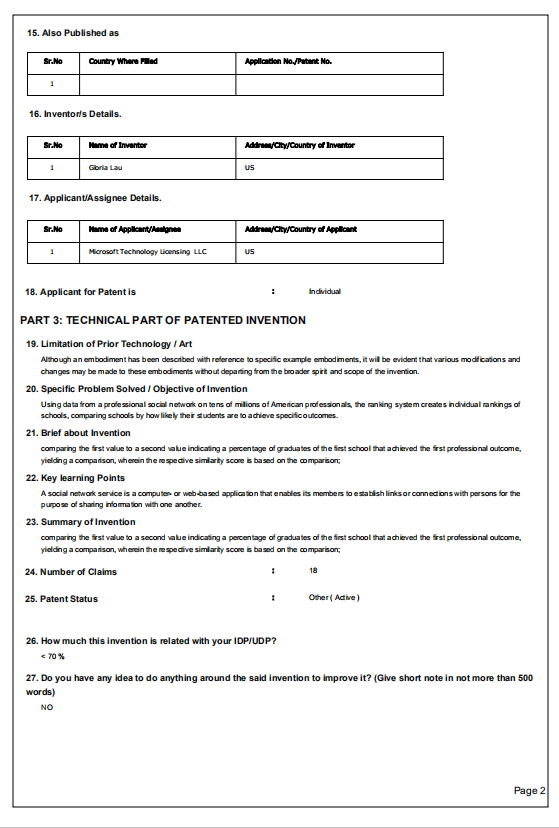 15. Also Published as
Sr.No Country Where Filled Application No./Patent No.
1
16. Inventor/s Details.
Sr.No Name of Inventor Address/City/Country of Inventor
1 Gloria Lau US
17. Applicant/Assignee Details.
Sr.No Name of Applicant/Assignee Address/City/Country of Applicant
1 Microsoft Technology Licensing LLC US
18. Applicant for Patent is : Individual
PART 3: TECHNICAL PART OF PATENTED INVENTION
19. Limitation of Prior Technology / Art
Although an embodiment has been described with reference to specific example embodiments, it will be evident that various modifications and
changes may be made to these embodiments without departing from the broader spirit and scope of the invention.
20. Specific Problem Solved / Objective of Invention
Using data from a professional social network on tens of millions of American professionals, the ranking system creates individual rankings of
schools, comparing schools by how likely their students are to achieve specific outcomes.
21. Brief about Invention
comparing the first value to a second value indicating a percentage of graduates of the first school that achieved the first professional outcome,
yielding a comparison, wherein the respective similarity score is based on the comparison;
22. Key learning Points
A social network service is a computer- or web-based application that enables its members to establish links or connections with persons for the
purpose of sharing information with one another.
23. Summary of Invention
comparing the first value to a second value indicating a percentage of graduates of the first school that achieved the first professional outcome,
yielding a comparison, wherein the respective similarity score is based on the comparison;
24. Number of Claims : 18
25. Patent Status : Other ( Active )
26. How much this invention is related with your IDP/UDP?
< 70 %
27. Do you have any idea to do anything around the said invention to improve it? (Give short note in not more than 500
words)
NO
Page 2